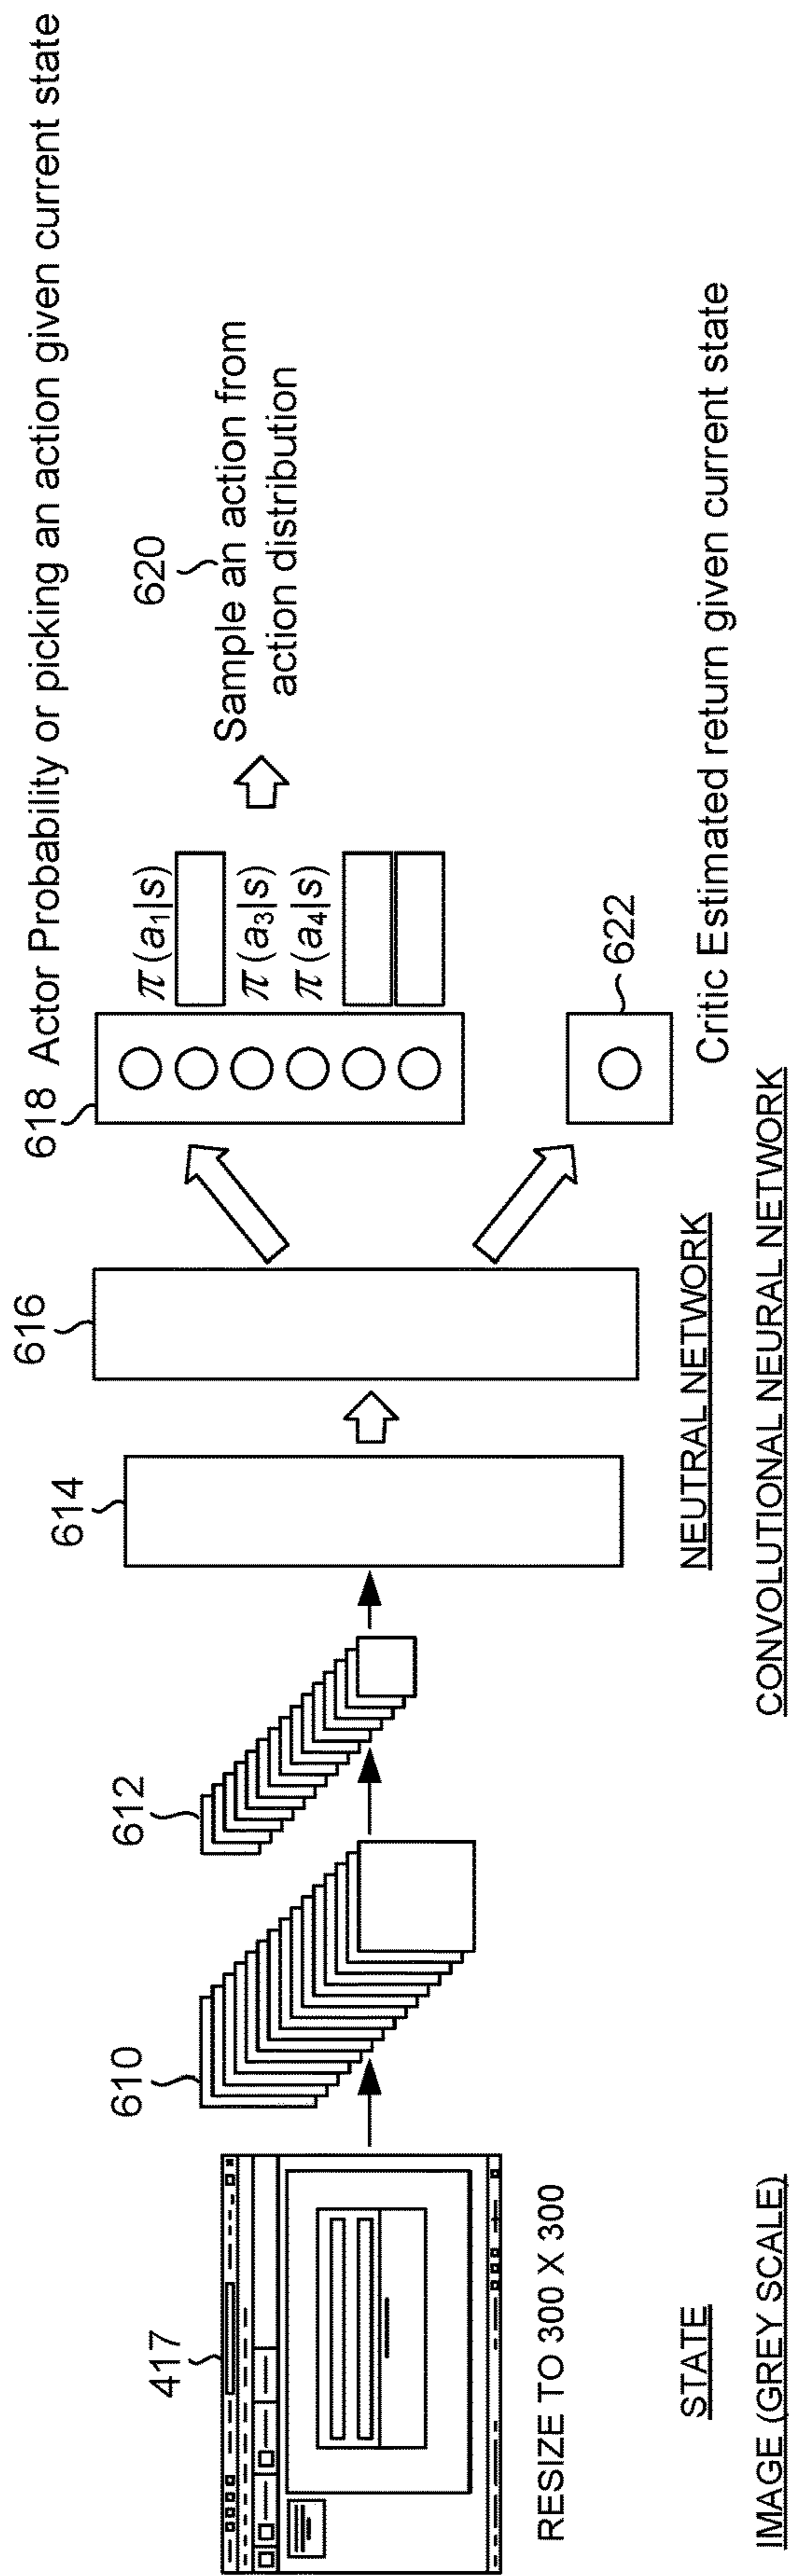 618 Actor Probability or picking an action given current state
417
610
612
614
616
620
π(a₁|s)
π(a₃|s)
π(a₄|s)
Sample an action from
action distribution
622
Critic Estimated return given current state
RESIZE TO 300 X 300
STATE
NEUTRAL NETWORK
IMAGE (GREY SCALE)
CONVOLUTIONAL NEURAL NETWORK